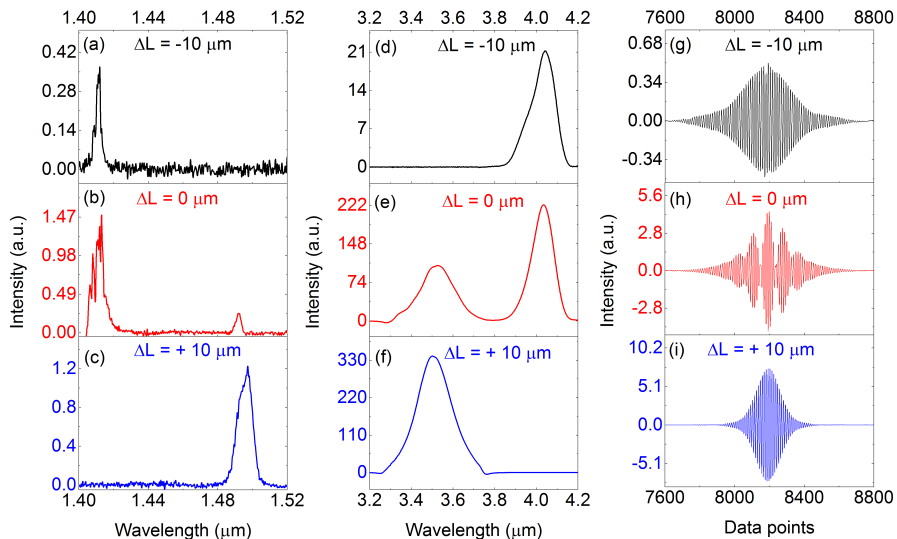 1.40 1.44 1.48 1.52
3.2 3.4 3.6 3.8 4.0 4.2
7600 8000 8400 8800
(a) ΔL = -10 μm
0.42
0.28
0.14
0.00
(b) ΔL = 0 μm
1.47
0.98
0.49
0.00
(c) ΔL = + 10 μm
1.2
0.8
0.4
0.0
1.40 1.44 1.48 1.52
Intensity (a.u.)
Wavelength (μm)
(d) ΔL = -10 μm
21
14
7
0
(e) ΔL = 0 μm
222
148
74
0
(f) ΔL = + 10 μm
330
220
110
0
3.2 3.4 3.6 3.8 4.0 4.2
Intensity (a.u.)
Wavelength (μm)
(g) ΔL = -10 μm
0.68
0.34
0.00
-0.34
(h) ΔL = 0 μm
5.6
2.8
0.0
-2.8
(i) ΔL = + 10 μm
10.2
5.1
0.0
-5.1
7600 8000 8400 8800
Intensity (a.u.)
Data points